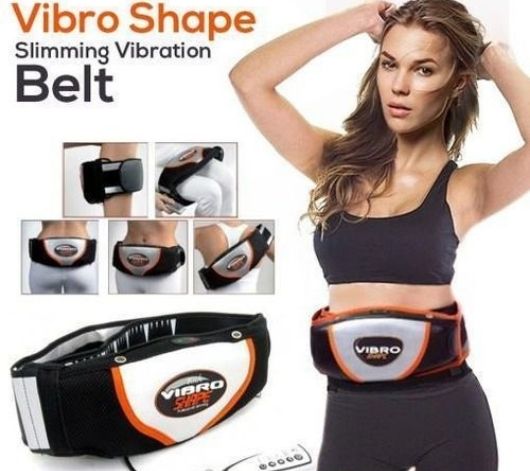 Vibro Shape
Slimming Vibration
Belt
VIBRO
SHAPE
VIBRO
SHAPE